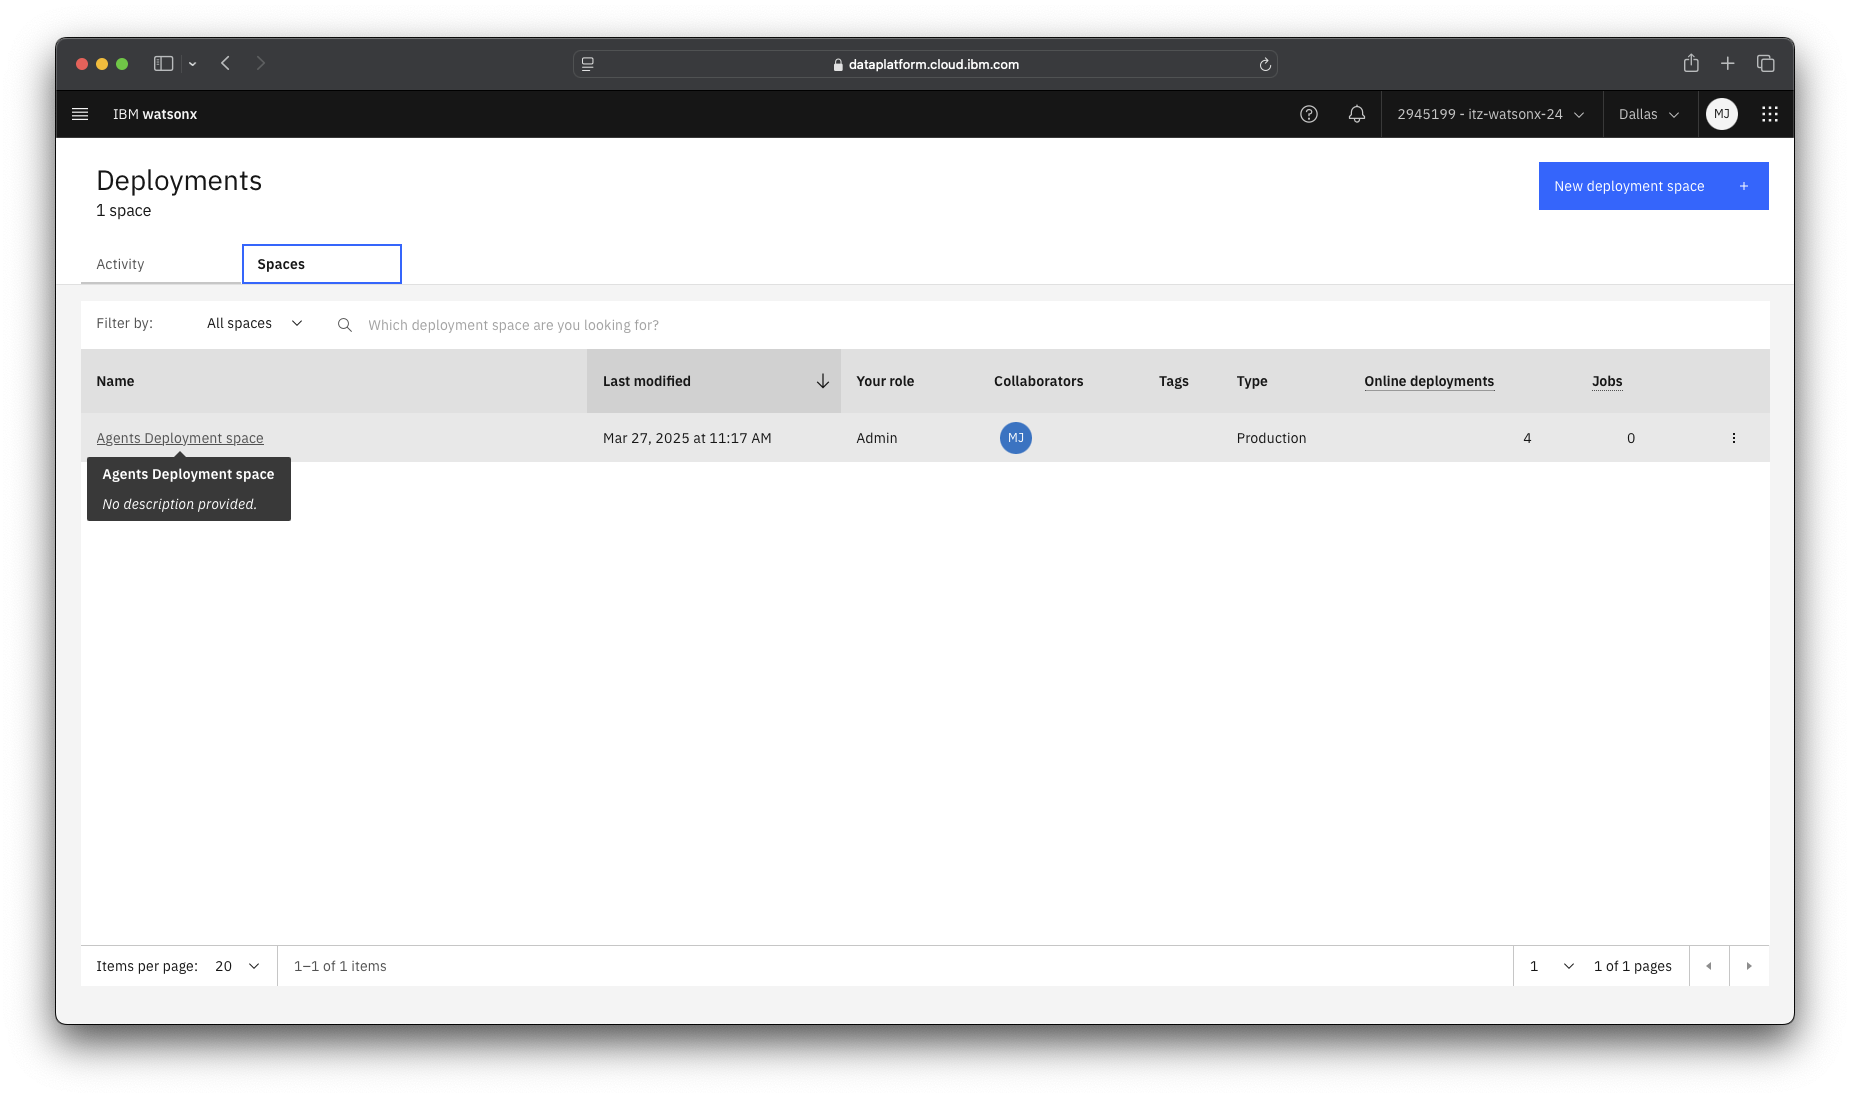 dataplatform.cloud.ibm.com
IBM watsonx
2945199 - itz-watsonx-24
Dallas
MJ
Deployments
1 space
New deployment space +
Activity
Spaces
Filter by:
All spaces
Which deployment space are you looking for?
Name
Last modified
Your role
Collaborators
Tags
Type
Online deployments
Jobs
Agents Deployment space
Mar 27, 2025 at 11:17 AM
Admin
MJ
Production
4
0
Agents Deployment space
No description provided.
Items per page: 20
1–1 of 1 items
1
1 of 1 pages